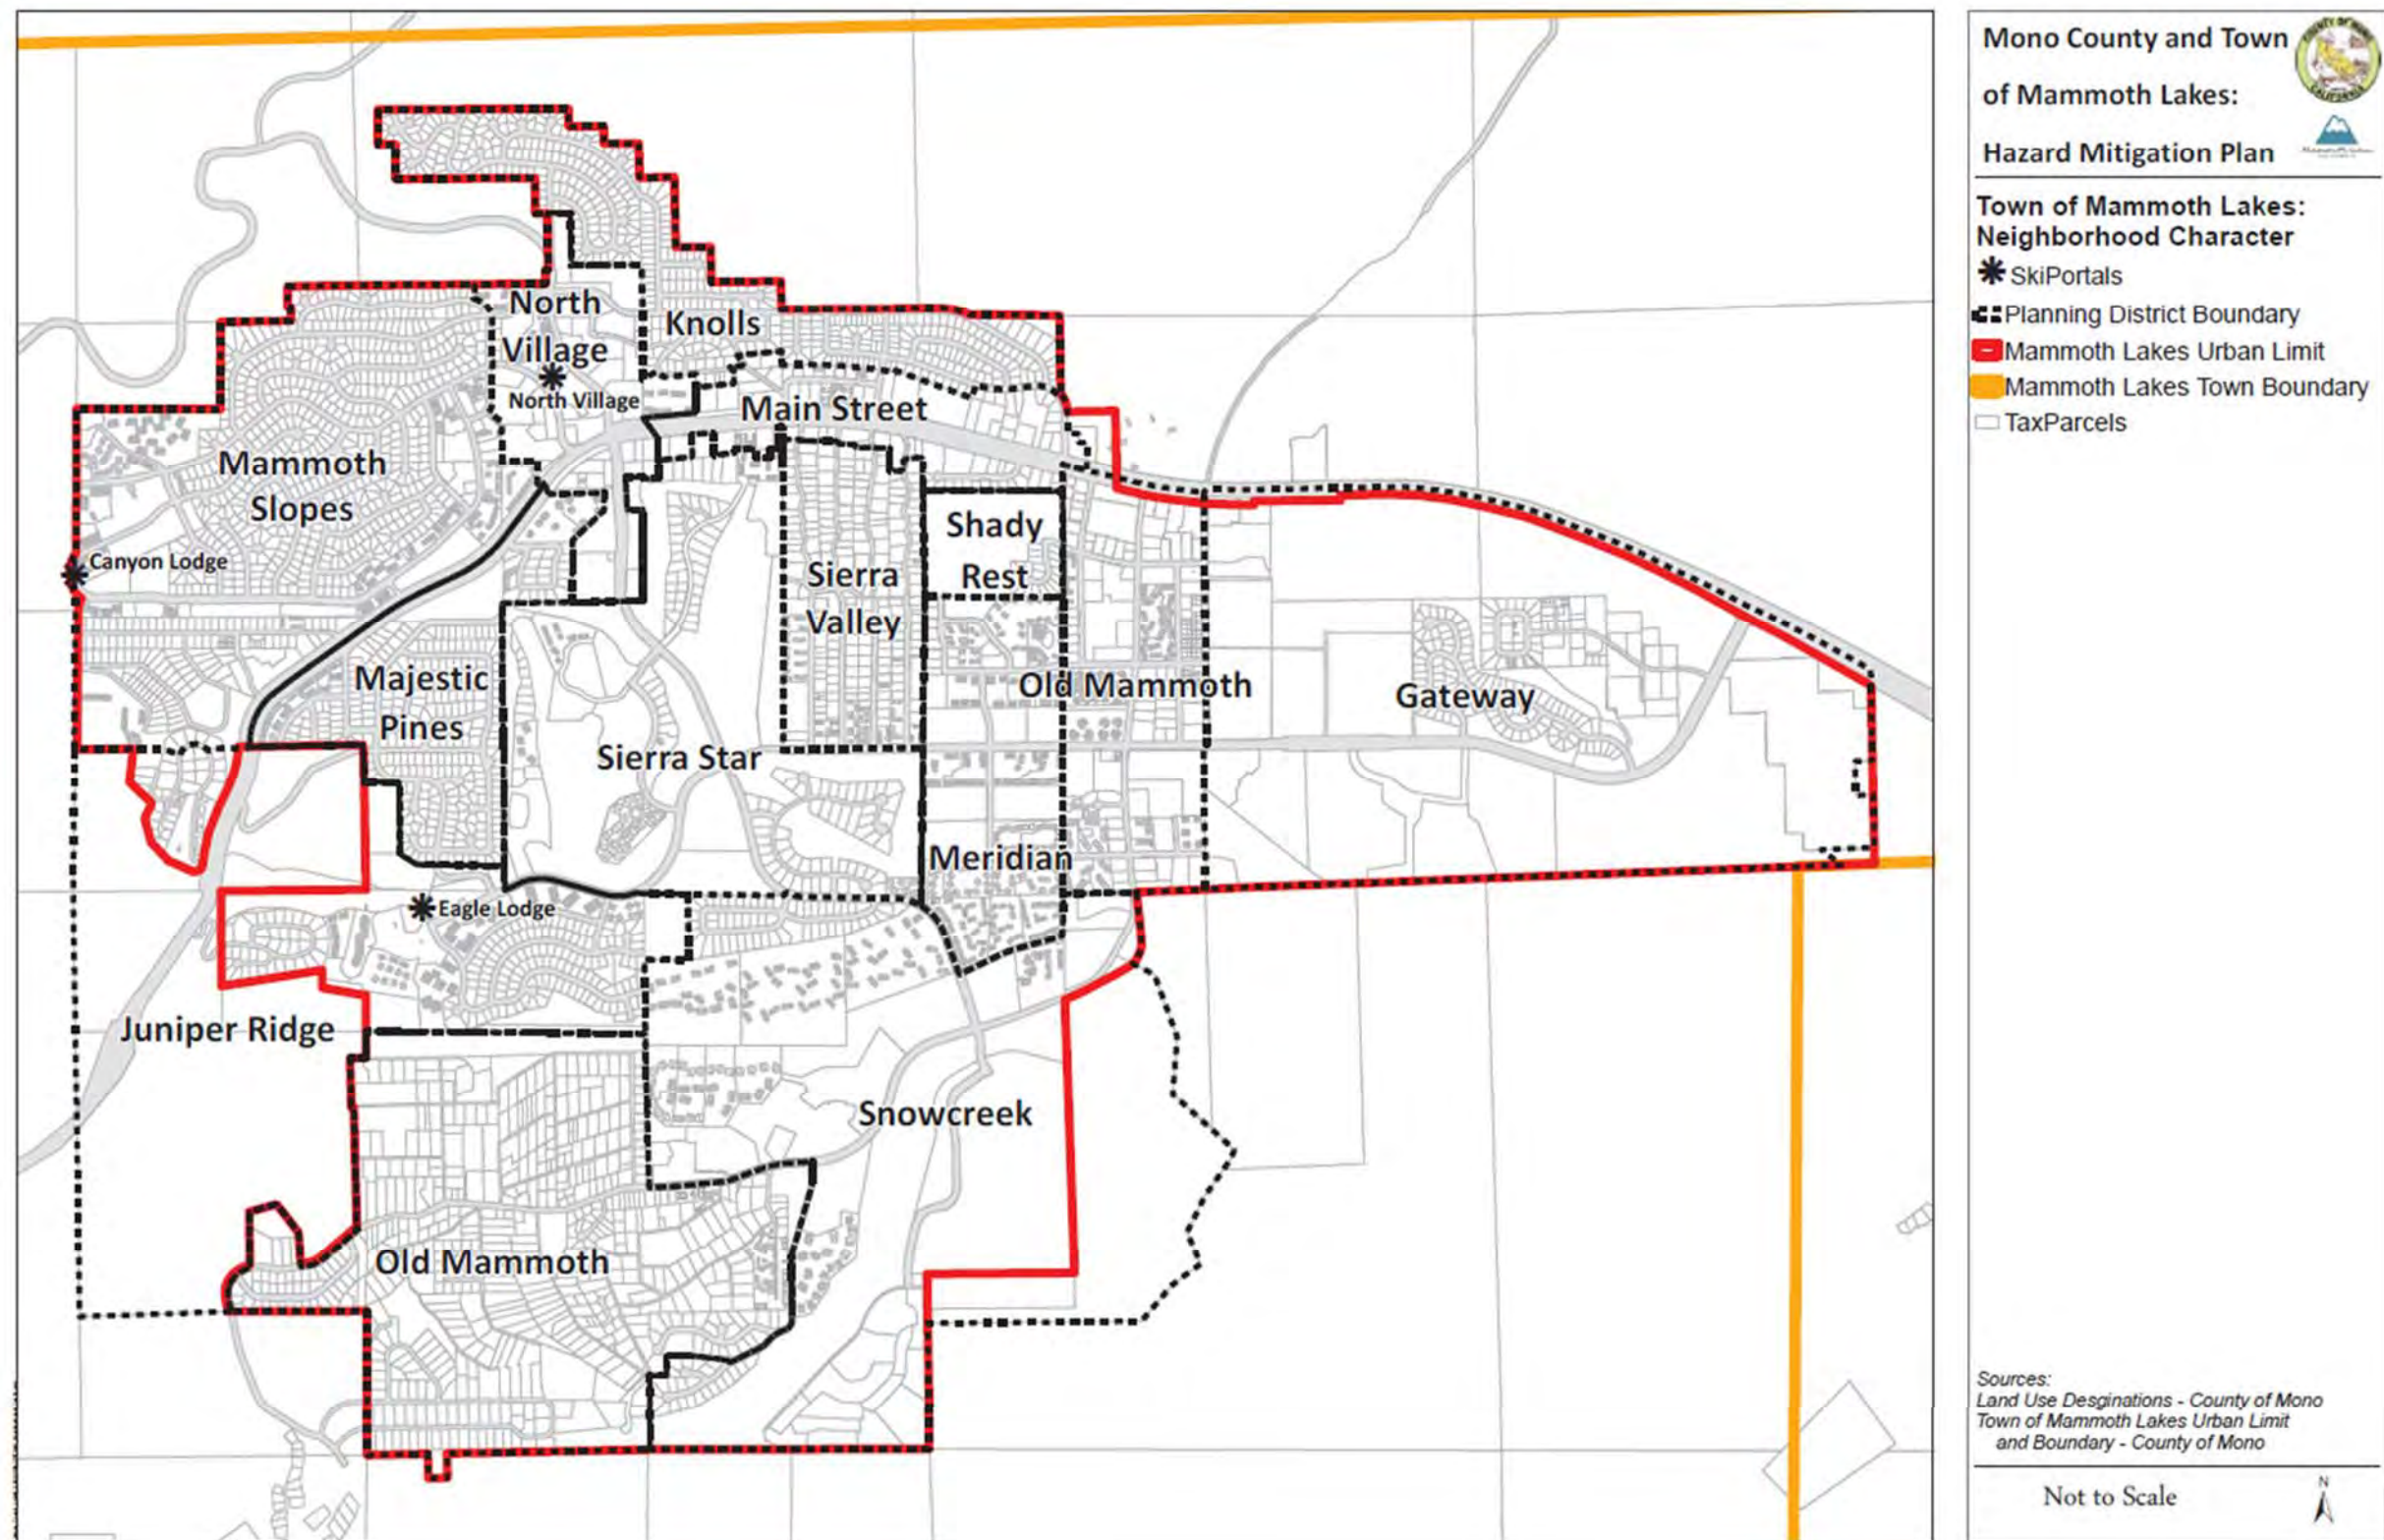 North
Village
North Village
Knolls
Main Street
Mammoth
Slopes
Canyon Lodge
Shady
Rest
Sierra
Valley
Majestic
Pines
Old Mammoth
Gateway
Sierra Star
Meridian
Eagle Lodge
Juniper Ridge
Snowcreek
Old Mammoth
Mono County and Town
of Mammoth Lakes:
Hazard Mitigation Plan
COUNTY OF MONO
CALIFORNIA
Town of Mammoth Lakes:
Neighborhood Character
SkiPortals
Planning District Boundary
Mammoth Lakes Urban Limit
Mammoth Lakes Town Boundary
TaxParcels
Sources:
Land Use Desginations - County of Mono
Town of Mammoth Lakes Urban Limit
and Boundary - County of Mono
Not to Scale
N